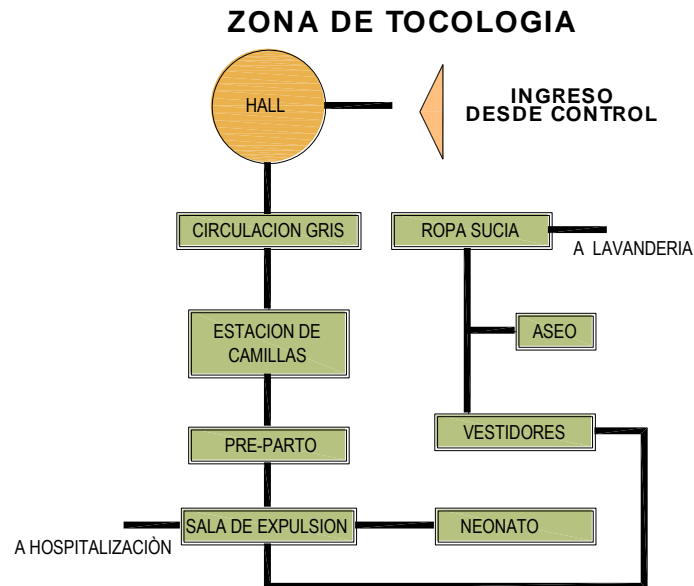 ZONA DE TOCOLOGIA
HALL
INGRESO
DESDE CONTROL
CIRCULACION GRIS
ROPA SUCIA
A LAVANDERIA
ESTACION DE
CAMILLAS
ASEO
PRE-PARTO
VESTIDORES
SALA DE EXPULSION
NEONATO
A HOSPITALIZACIÒN